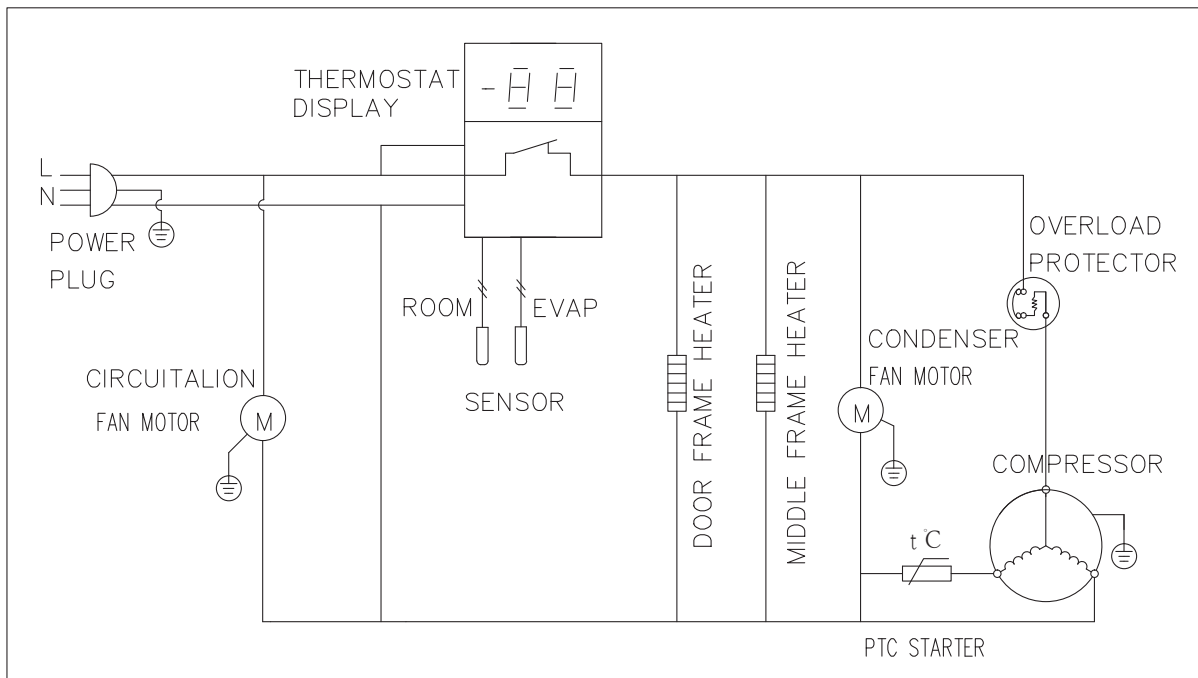 THERMOSTAT
DISPLAY
-88
L
N
POWER
PLUG
ROOM
EVAP
SENSOR
CIRCUITALION
FAN MOTOR
M
DOOR FRAME HEATER
MIDDLE FRAME HEATER
CONDENSER
FAN MOTOR
M
OVERLOAD
PROTECTOR
COMPRESSOR
t°C
PTC STARTER